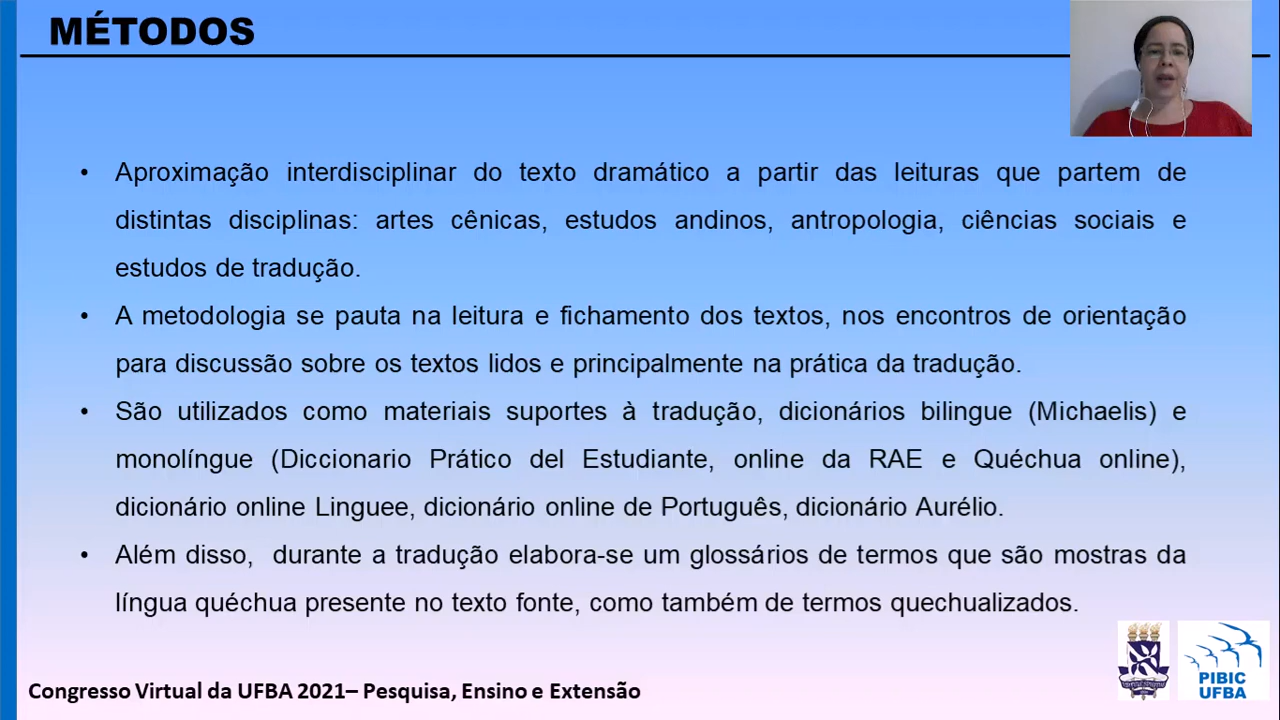 MÉTODOS
• Aproximação interdisciplinar do texto dramático a partir das leituras que partem de
distintas disciplinas: artes cênicas, estudos andinos, antropologia, ciências sociais e
estudos de tradução.
• A metodologia se pauta na leitura e fichamento dos textos, nos encontros de orientação
para discussão sobre os textos lidos e principalmente na prática da tradução.
• São utilizados como materiais suportes à tradução, dicionários bilingue (Michaelis) e
monolíngue (Diccionario Prático del Estudiante, online da RAE e Quéchua online),
dicionário online Linguee, dicionário online de Português, dicionário Aurélio.
• Além disso, durante a tradução elabora-se um glossários de termos que são mostras da
língua quéchua presente no texto fonte, como também de termos quechualizados.
PIBIC
UFBA
Congresso Virtual da UFBA 2021– Pesquisa, Ensino e Extensão